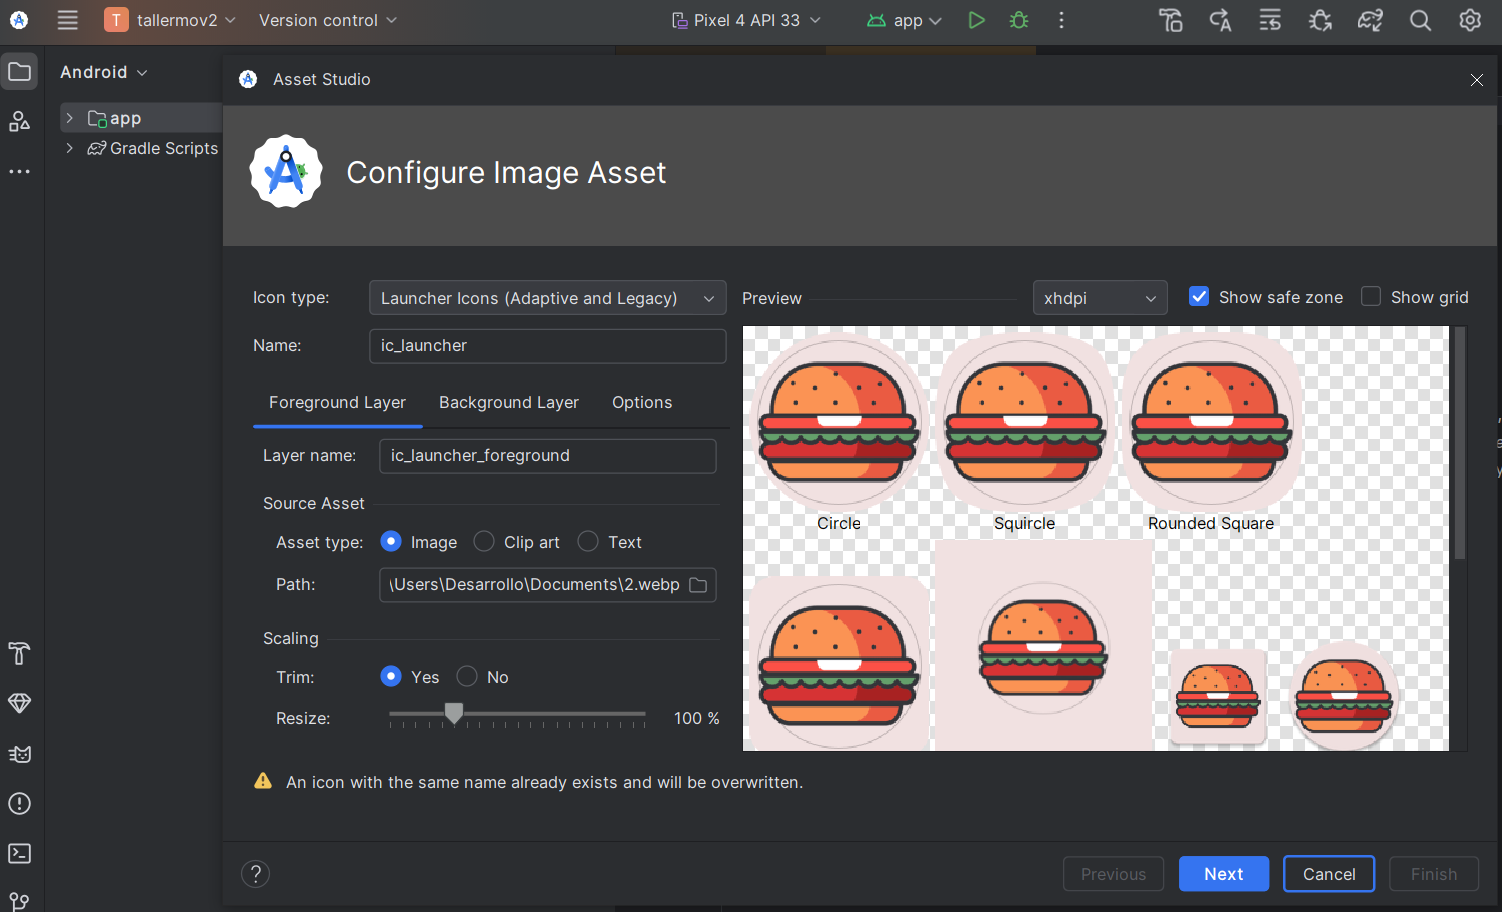 T tallermov2 Version control Pixel 4 API 33 app
Android
Asset Studio
app
Gradle Scripts
Configure Image Asset
Icon type: Launcher Icons (Adaptive and Legacy)
Preview xhdpi Show safe zone Show grid
Name: ic_launcher
Foreground Layer Background Layer Options
Layer name: ic_launcher_foreground
Source Asset
Asset type: Image Clip art Text
Path: \Users\Desarrollo\Documents\2.webp
Scaling
Trim: Yes No
Resize: 100 %
Circle Squircle Rounded Square
An icon with the same name already exists and will be overwritten.
? Previous Next Cancel Finish